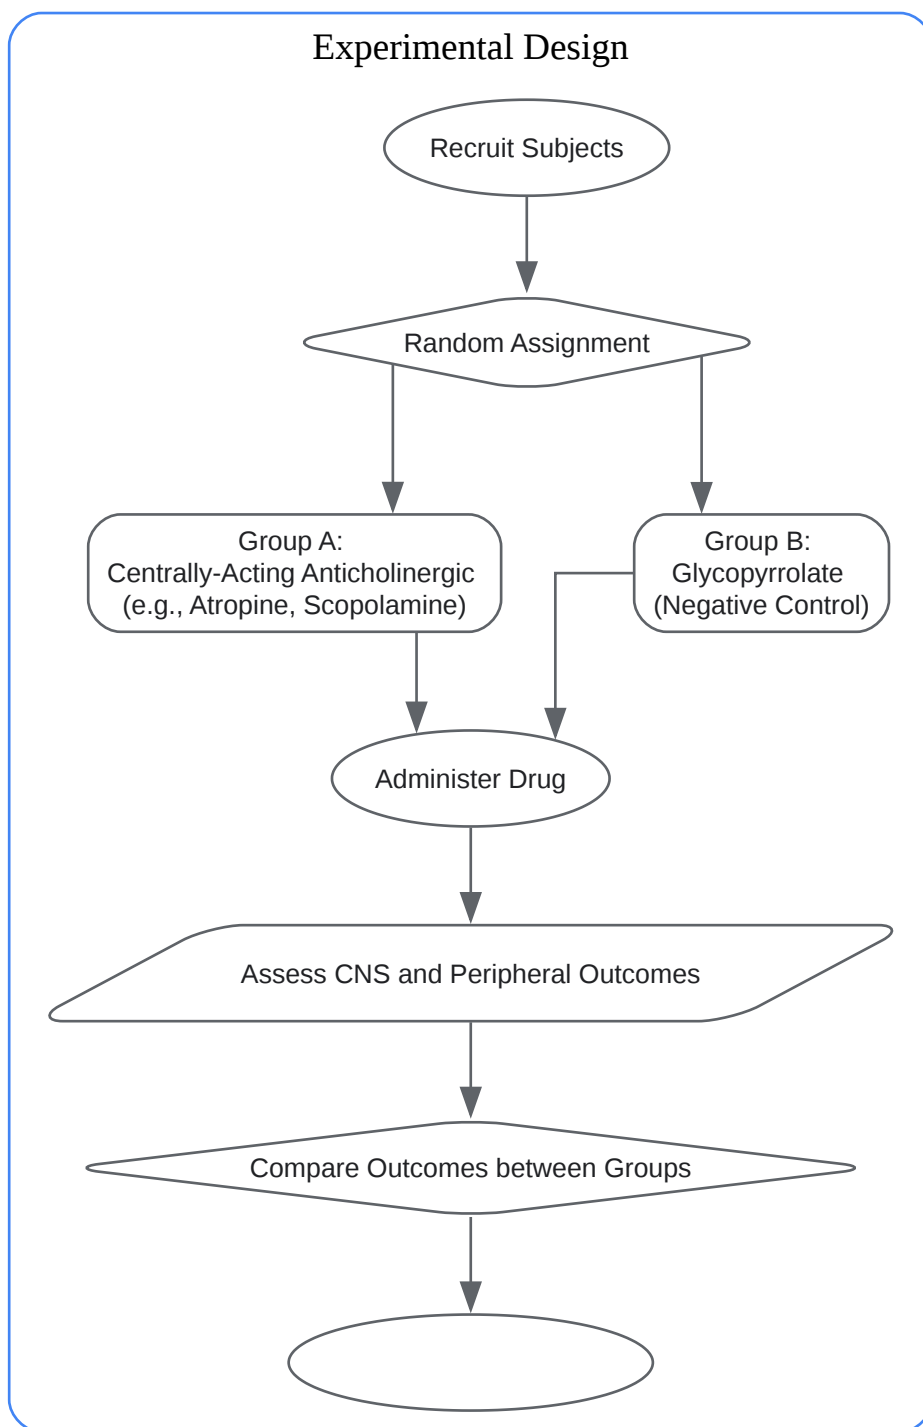 Experimental Design
Recruit Subjects
Random Assignment
Group A:
Centrally-Acting Anticholinergic
(e.g., Atropine, Scopolamine)
Group B:
Glycopyrrolate
(Negative Control)
Administer Drug
Assess CNS and Peripheral Outcomes
Compare Outcomes between Groups